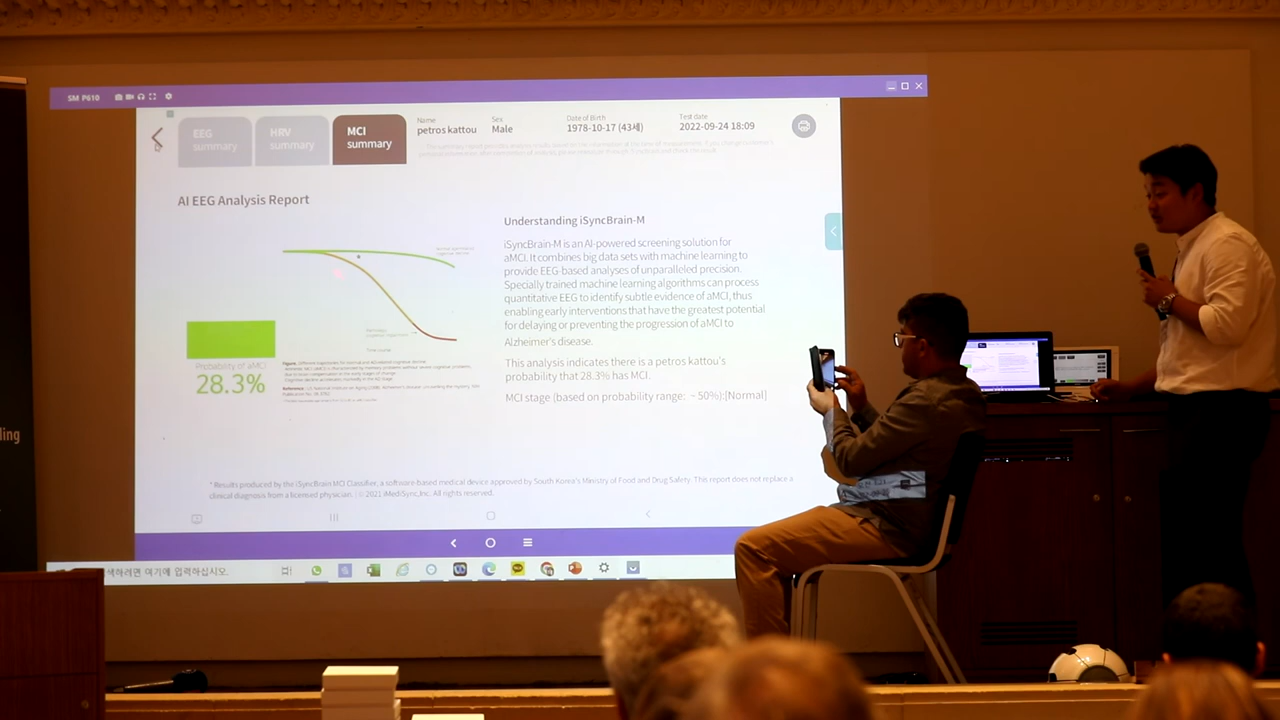 SM P610
EEG
summary
HRV
summary
MCI
summary
Name
petros kattou
Sex
Male
Date of Birth
1978-10-17 (43세)
Test date
2022-09-24 18:09
AI EEG Analysis Report
Probability of aMCI
28.3%
Time course
Understanding iSyncBrain-M
iSyncBrain-M is an AI-powered screening solution for
aMCI. It combines big data sets with machine learning to
provide EEG-based analyses of unparalleled precision.
Specially trained machine learning algorithms can process
quantitative EEG to identify subtle evidence of aMCI, thus
enabling early interventions that have the greatest potential
for delaying or preventing the progression of aMCI to
Alzheimer's disease.
This analysis indicates there is a petros kattou's
probability that 28.3% has MCI.
MCI stage (based on probability range: ~ 50%):[Normal]
* Results produced by the iSyncBrain MCI Classifier, a software-based medical device approved by South Korea's Ministry of Food and Drug Safety. This report does not replace a
clinical diagnosis from a licensed physician. | © 2021 iMediSync,Inc. All rights reserved.
색하려면 여기에 입력하십시오.
ling